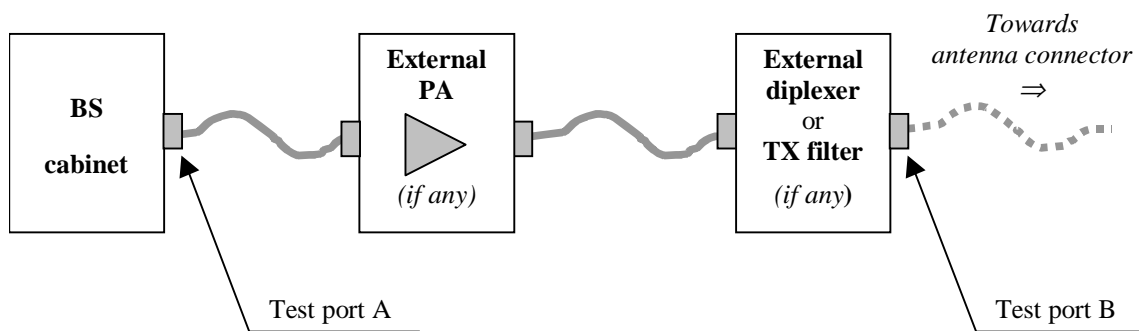 BS
cabinet
External
PA
(if any)
External
diplexer
or
TX filter
(if any)
Towards
antenna connector
⇒
Test port A
Test port B